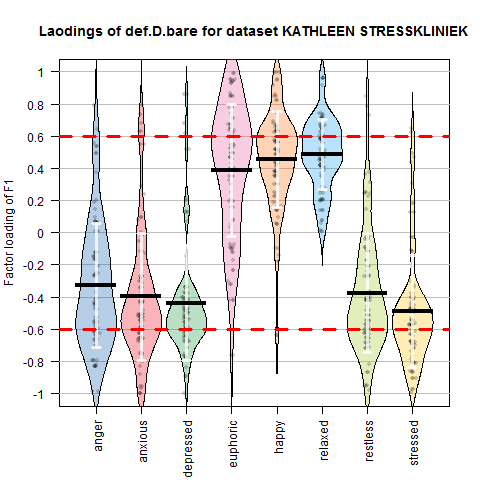 Laodings of def.D.bare for dataset KATHLEEN STRESSKLINIEK
Factor loading of F1
1
0.8
0.6
0.4
0.2
0
-0.2
-0.4
-0.6
-0.8
-1
anger
anxious
depressed
euphoric
happy
relaxed
restless
stressed